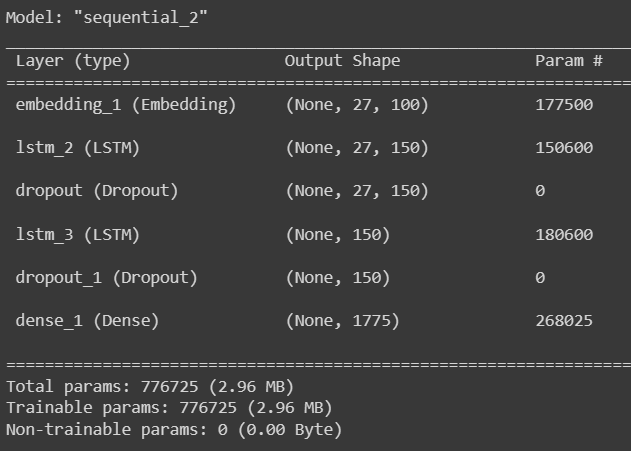 Model: "sequential_2"
Layer (type) Output Shape Param #
embedding_1 (Embedding) (None, 27, 100) 177500
lstm_2 (LSTM) (None, 27, 150) 150600
dropout (Dropout) (None, 27, 150) 0
lstm_3 (LSTM) (None, 150) 180600
dropout_1 (Dropout) (None, 150) 0
dense_1 (Dense) (None, 1775) 268025
Total params: 776725 (2.96 MB)
Trainable params: 776725 (2.96 MB)
Non-trainable params: 0 (0.00 Byte)